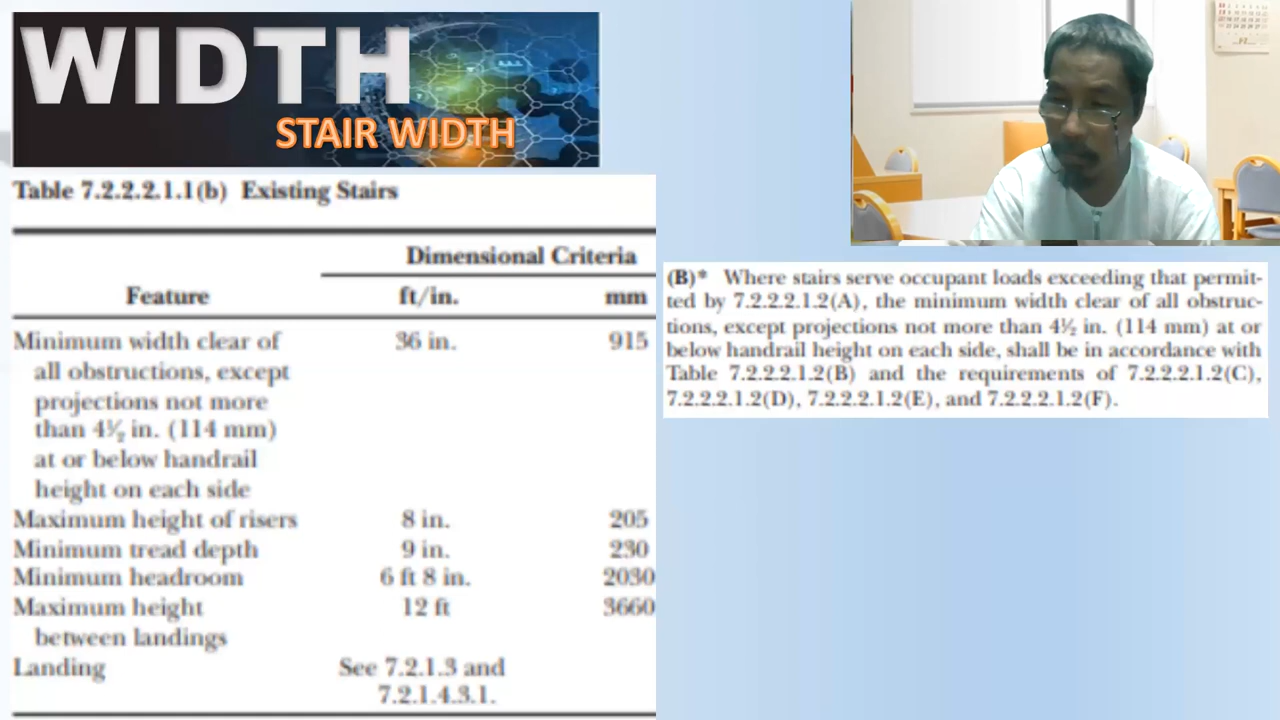 WIDTH
STAIR WIDTH
Table 7.2.2.2.1.1(b) Existing Stairs
Dimensional Criteria
Feature ft/in. mm
Minimum width clear of 36 in. 915
all obstructions, except
projections not more
than 4½ in. (114 mm)
at or below handrail
height on each side
Maximum height of risers 8 in. 205
Minimum tread depth 9 in. 230
Minimum headroom 6 ft 8 in. 2030
Maximum height 12 ft 3660
between landings
Landing See 7.2.1.3 and
7.2.1.4.3.1.
(B)* Where stairs serve occupant loads exceeding that permit-
ted by 7.2.2.2.1.2(A), the minimum width clear of all obstruc-
tions, except projections not more than 4½ in. (114 mm) at or
below handrail height on each side, shall be in accordance with
Table 7.2.2.2.1.2(B) and the requirements of 7.2.2.2.1.2(C),
7.2.2.2.1.2(D), 7.2.2.2.1.2(E), and 7.2.2.2.1.2(F).